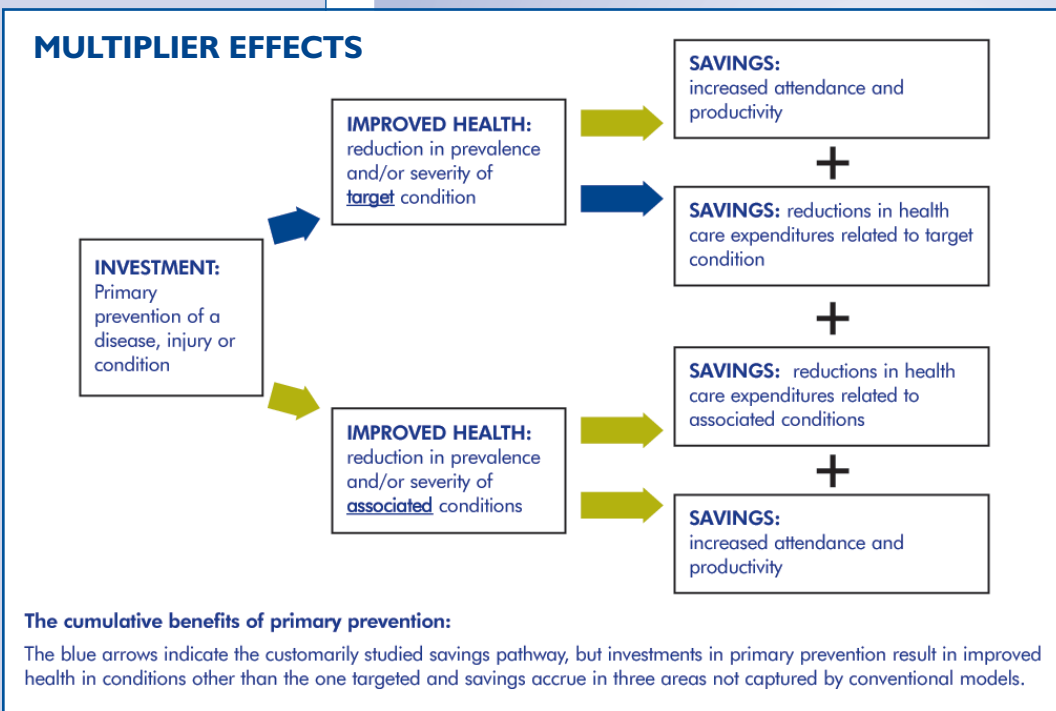 MULTIPLIER EFFECTS
INVESTMENT:
Primary
prevention of a
disease, injury or
condition
IMPROVED HEALTH:
reduction in prevalence
and/or severity of
target condition
SAVINGS:
increased attendance and
productivity
+
SAVINGS: reductions in health
care expenditures related to target
condition
+
IMPROVED HEALTH:
reduction in prevalence
and/or severity of
associated conditions
SAVINGS: reductions in health
care expenditures related to
associated conditions
+
SAVINGS:
increased attendance and
productivity
The cumulative benefits of primary prevention:
The blue arrows indicate the customarily studied savings pathway, but investments in primary prevention result in improved
health in conditions other than the one targeted and savings accrue in three areas not captured by conventional models.